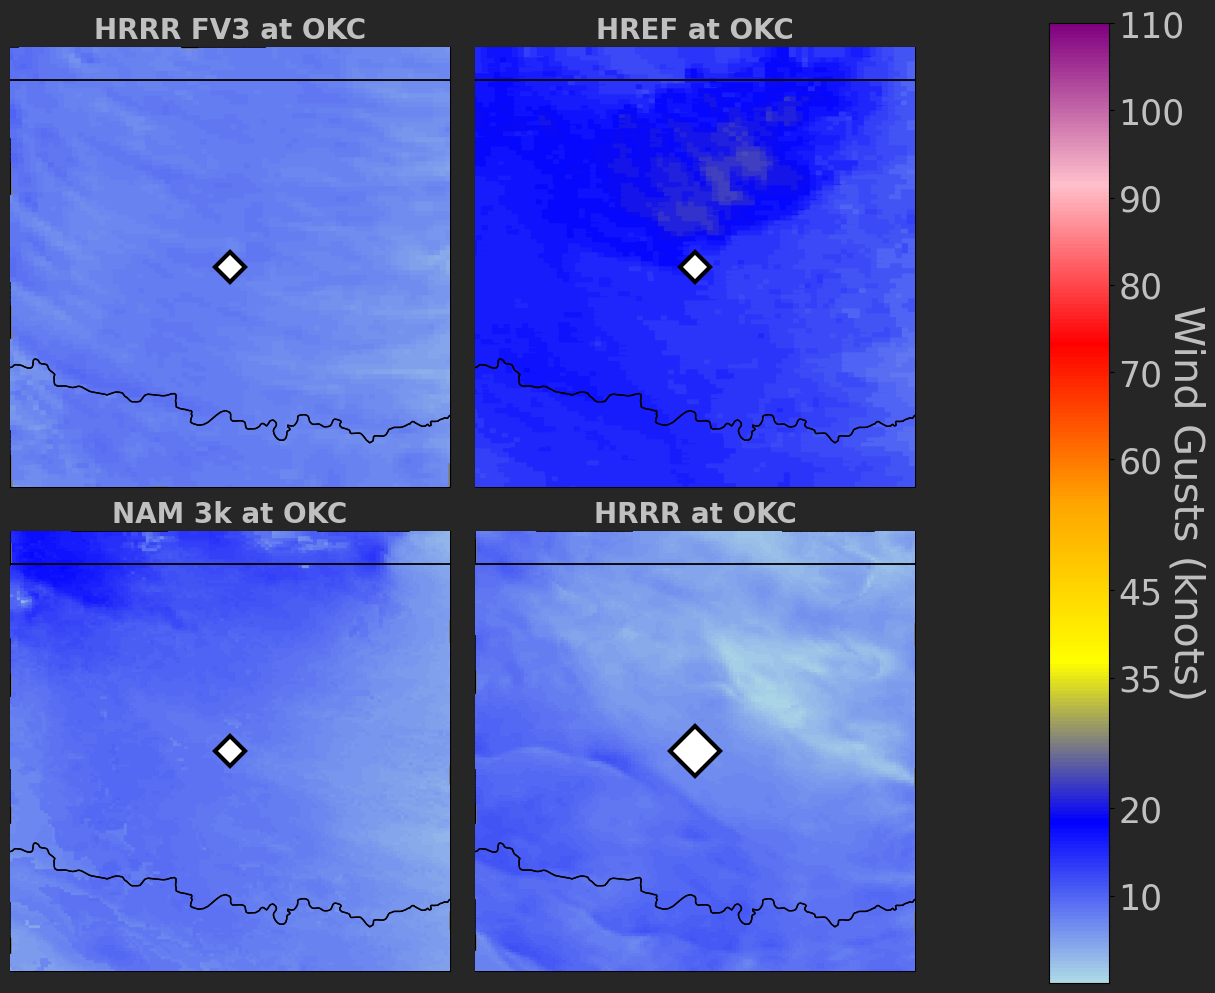 HRRR FV3 at OKC
HREF at OKC
NAM 3k at OKC
HRRR at OKC
110
100
90
80
70
60
45
35
20
10
Wind Gusts (knots)